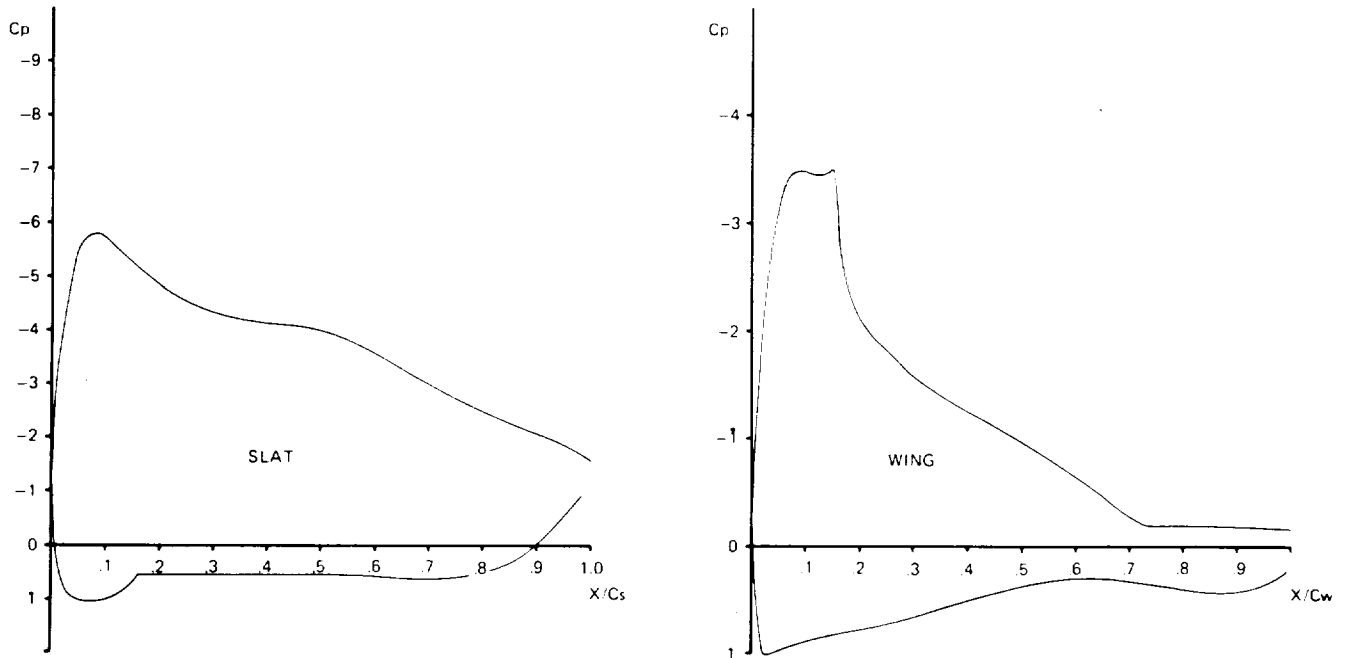 Cp
-9
-8
-7
-6
-5
-4
-3
-2
-1
0
1
SLAT
.1 .2 .3 .4 .5 .6 .7 .8 .9 1.0
X/Cs
Cp
-4
-3
-2
-1
0
1
WING
.1 .2 .3 .4 .5 .6 .7 .8 .9
X/Cw